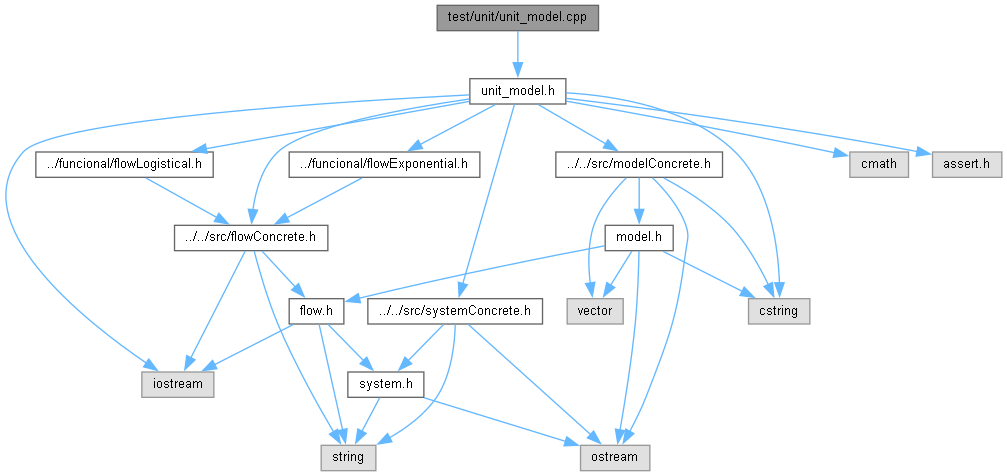 test/unit/unit_model.cpp
unit_model.h
../funcional/flowLogistical.h
../funcional/flowExponential.h
../../src/modelConcrete.h
cmath
assert.h
../../src/flowConcrete.h
model.h
flow.h
../../src/systemConcrete.h
vector
cstring
iostream
system.h
string
ostream